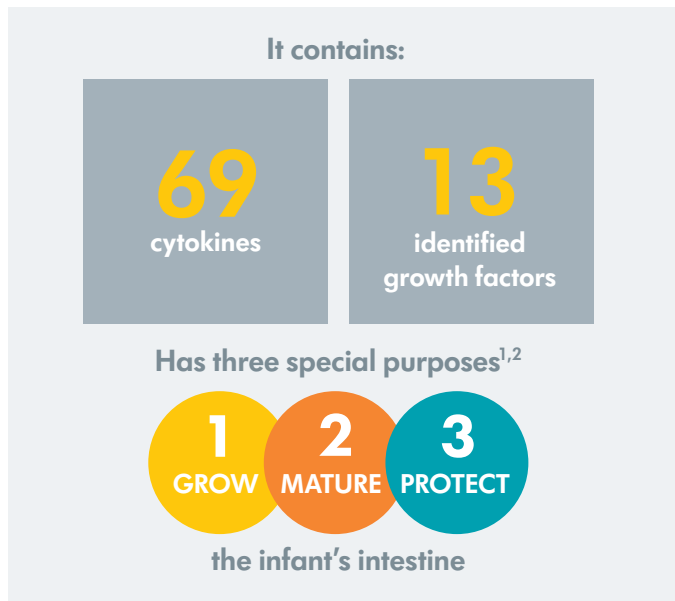 It contains:
69
cytokines
13
identified
growth factors
Has three special purposes1,2
1
GROW
2
MATURE
3
PROTECT
the infant's intestine